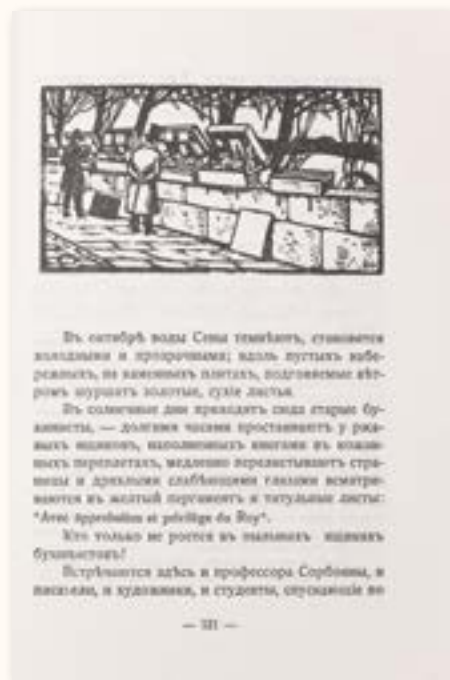 Въ октябрѣ воды Сены темнѣютъ, становятся
холодными и прозрачными; вдоль пустыхъ набе-
режныхъ, на каменныхъ плитахъ, подгоняемые вѣт-
ромъ шуршатъ золотые, сухіе листья.
Въ солнечные дни приходятъ сюда старые бу-
кинисты, — долгими часами простаиваютъ у ржа-
выхъ ящиковъ, наполненныхъ книгами въ кожан-
ныхъ переплетахъ, медленно перелистываютъ стра-
ницы и дряхлыми слабѣющими глазами всматри-
ваются въ желтый пергаментъ и титульные листы:
"Avec Approbation et privilège du Roy".
Кто только не роется въ пыльныхъ ящикахъ
букинистовъ!
Встрѣчаются здѣсь и профессора Сорбонны, и
писатели, и художники, и студенты, спускающіе по